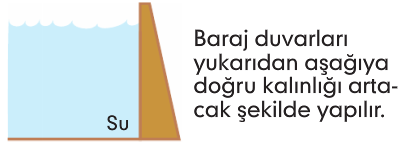 Baraj duvarları
yukarıdan aşağıya
doğru kalınlığı arta-
cak şekilde yapılır.
Su